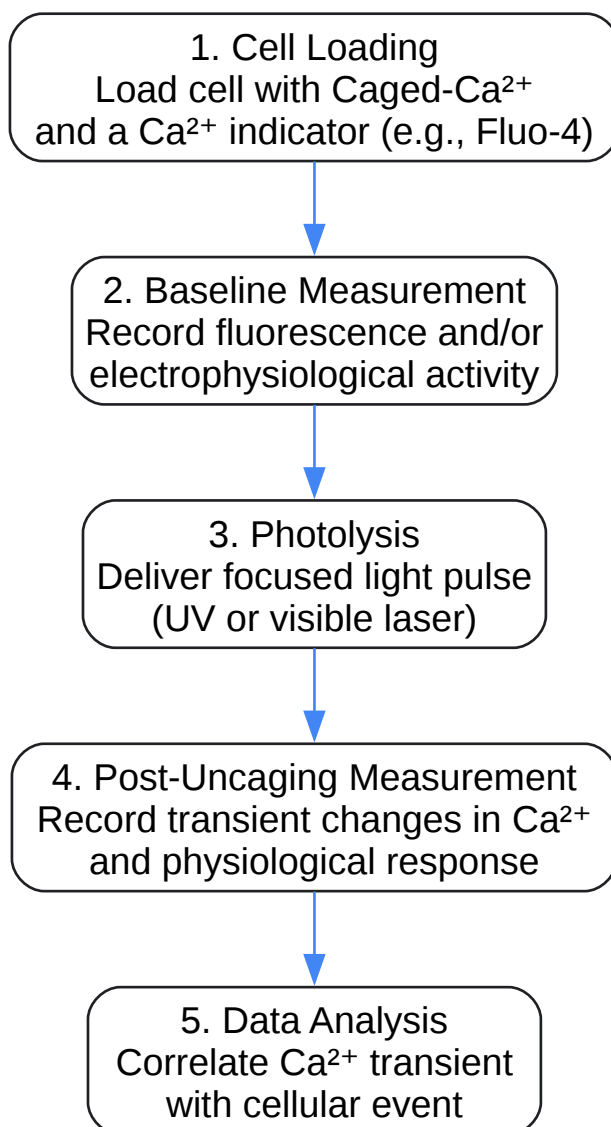 1. Cell Loading
Load cell with Caged-Ca²⁺
and a Ca²⁺ indicator (e.g., Fluo-4)
2. Baseline Measurement
Record fluorescence and/or
electrophysiological activity
3. Photolysis
Deliver focused light pulse
(UV or visible laser)
4. Post-Uncaging Measurement
Record transient changes in Ca²⁺
and physiological response
5. Data Analysis
Correlate Ca²⁺ transient
with cellular event